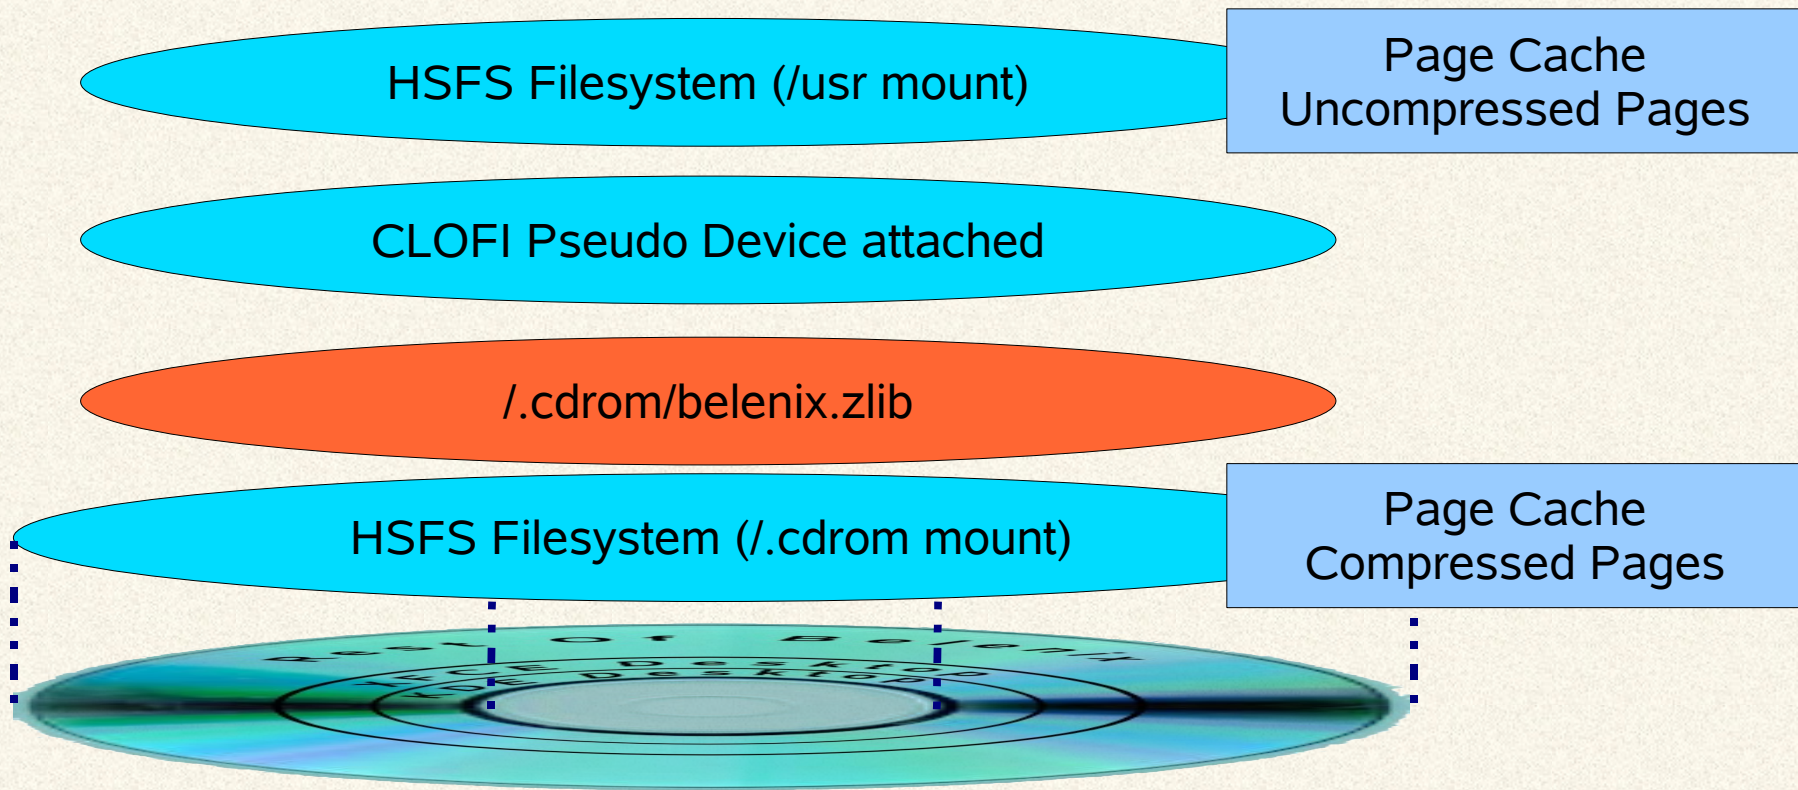 HSFS Filesystem (/usr mount)
Page Cache
Uncompressed Pages
CLOFI Pseudo Device attached
/.cdrom/belenix.zlib
HSFS Filesystem (/.cdrom mount)
Page Cache
Compressed Pages
Rest Of Belenix
XFCE Desktop
KDE Desktop